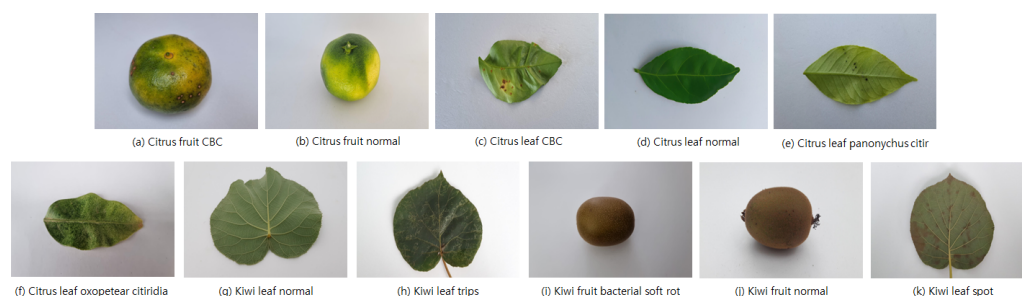 (a) Citrus fruit CBC
(b) Citrus fruit normal
(c) Citrus leaf CBC
(d) Citrus leaf normal
(e) Citrus leaf panonychus citir
(f) Citrus leaf oxopetear citiridia
(g) Kiwi leaf normal
(h) Kiwi leaf trips
(i) Kiwi fruit bacterial soft rot
(j) Kiwi fruit normal
(k) Kiwi leaf spot